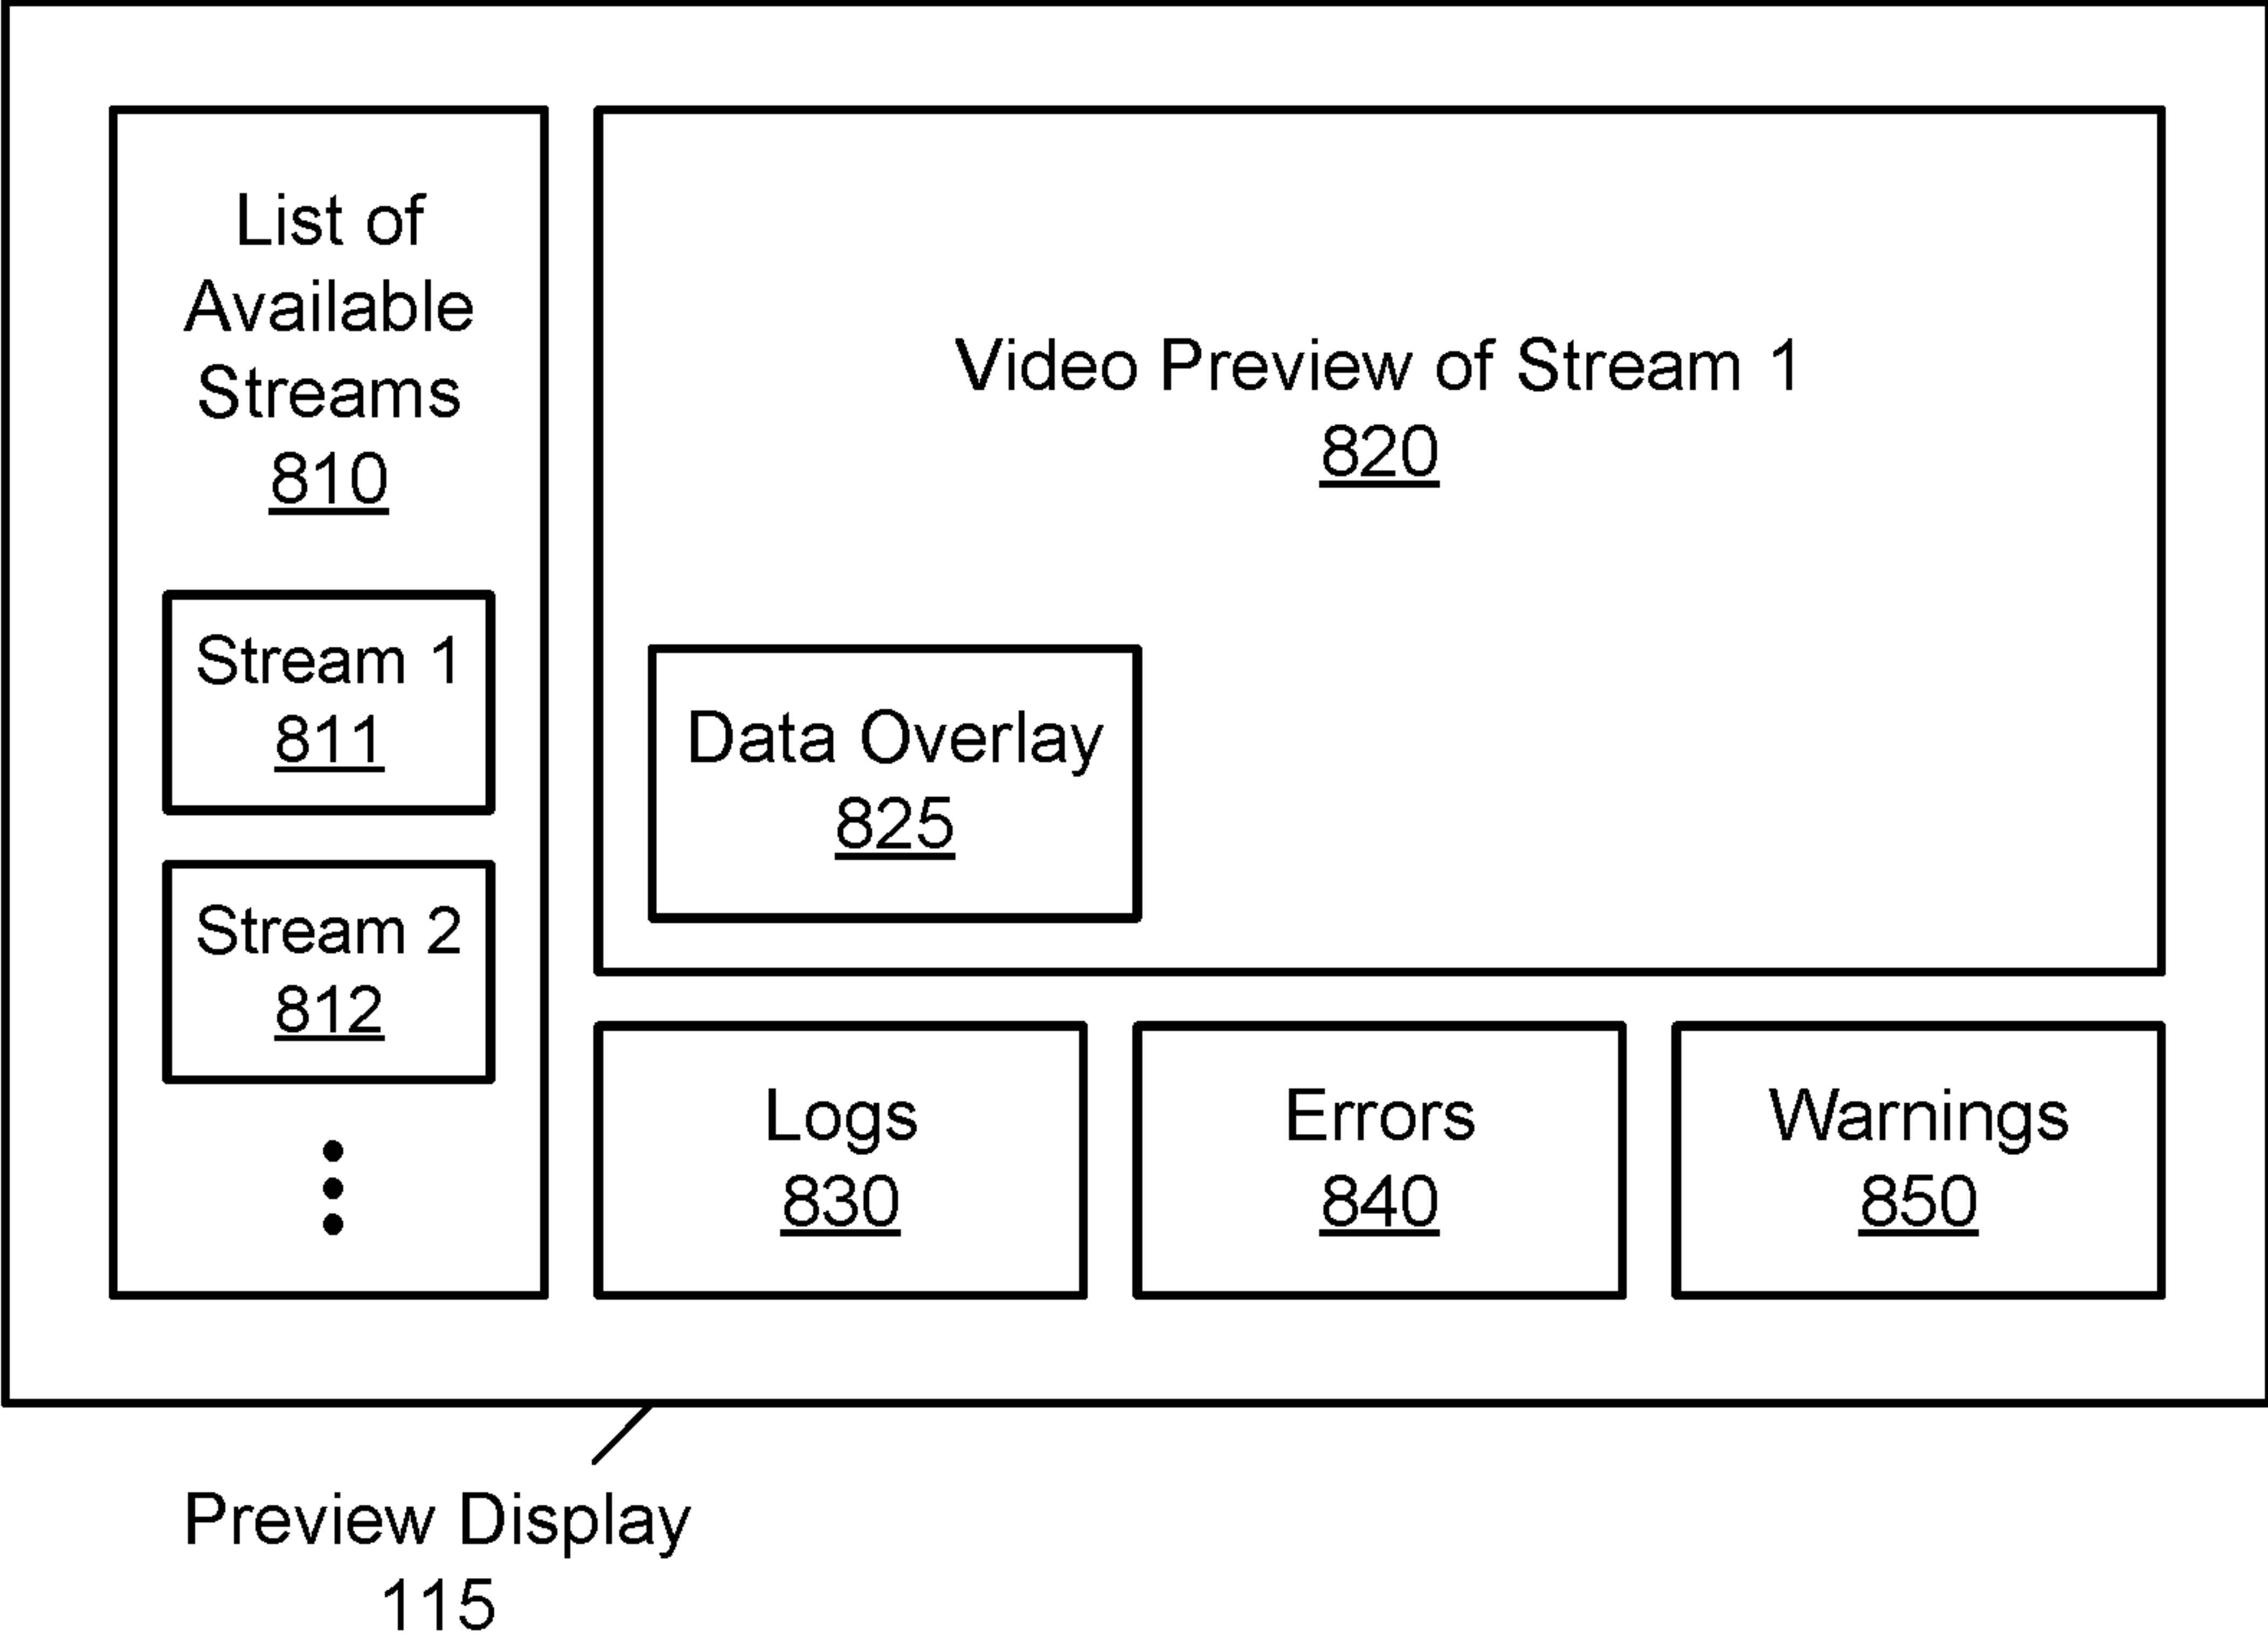 List of
Available
Streams
810
Stream 1
811
Stream 2
812
Video Preview of Stream 1
820
Data Overlay
825
Logs
830
Errors
840
Warnings
850
Preview Display
115